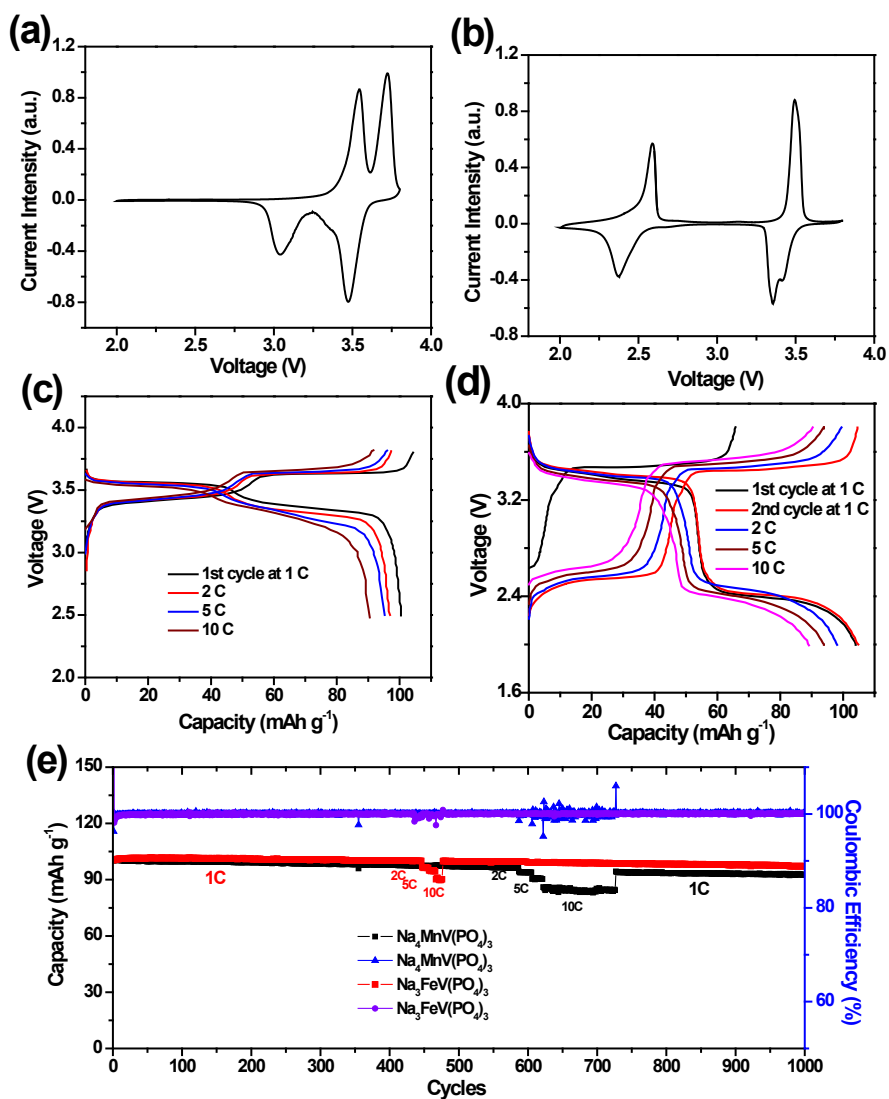 (a)
1.2
0.8
0.4
0.0
-0.4
-0.8
Current Intensity (a.u.)
2.0 2.5 3.0 3.5 4.0
Voltage (V)
(b)
1.2
0.8
0.4
0.0
-0.4
-0.8
Current Intensity (a.u.)
2.0 2.5 3.0 3.5 4.0
Voltage (V)
(c)
4.0
3.5
3.0
2.5
2.0
Voltage (V)
1st cycle at 1 C
2 C
5 C
10 C
0 20 40 60 80 100
Capacity (mAh g⁻¹)
(d)
4.0
3.2
2.4
1.6
Voltage (V)
1st cycle at 1 C
2nd cycle at 1 C
2 C
5 C
10 C
0 20 40 60 80 100
Capacity (mAh g⁻¹)
(e)
150
120
90
60
30
0
Capacity (mAh g⁻¹)
1C
2C
5C
10C
2C
5C
10C
1C
Na₄MnV(PO₄)₃
Na₄MnV(PO₄)₃
Na₃FeV(PO₄)₃
Na₃FeV(PO₄)₃
100
80
60
Coulombic Efficiency (%)
0 100 200 300 400 500 600 700 800 900 1000
Cycles